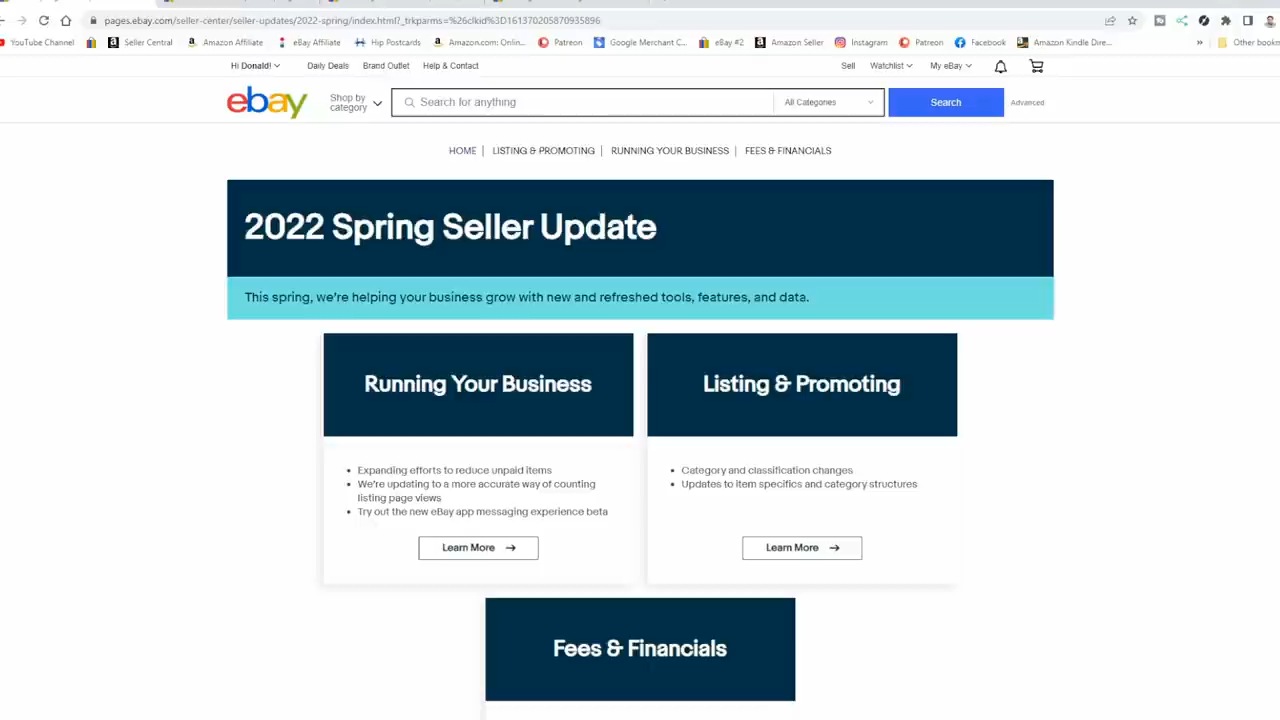 pages.ebay.com/seller-center/seller-updates/2022-spring/index.html?_trkparms=%26clkid%3D161370205870935896
YouTube Channel Seller Central Amazon Affiliate eBay Affiliate Hip Postcards Amazon.com: Onlin... Patreon Google Merchant C... eBay #2 Amazon Seller Instagram Patreon Facebook Amazon Kindle Dire... » Other bookm
Hi Donald! Daily Deals Brand Outlet Help & Contact Sell Watchlist My eBay
ebay Shop by category Search for anything All Categories Search Advanced
HOME | LISTING & PROMOTING | RUNNING YOUR BUSINESS | FEES & FINANCIALS
2022 Spring Seller Update
This spring, we're helping your business grow with new and refreshed tools, features, and data.
Running Your Business
• Expanding efforts to reduce unpaid items
• We're updating to a more accurate way of counting
listing page views
• Try out the new eBay app messaging experience beta
Learn More →
Listing & Promoting
• Category and classification changes
• Updates to item specifics and category structures
Learn More →
Fees & Financials